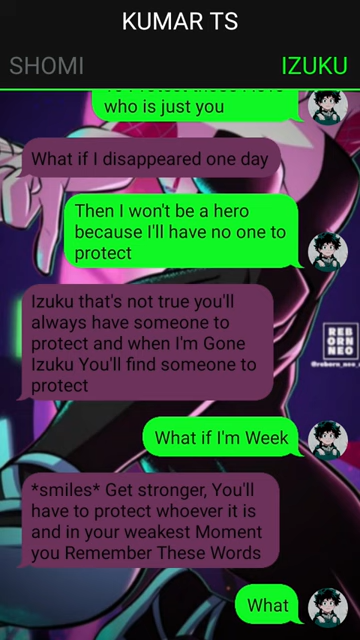 KUMAR TS
SHOMI
IZUKU
who is just you
What if I disappeared one day
Then I won't be a hero
because I'll have no one to
protect
Izuku that's not true you'll
always have someone to
protect and when I'm Gone
Izuku You'll find someone to
protect
REB
ORN
NEO
What if I'm Week
*smiles* Get stronger, You'll
have to protect whoever it is
and in your weakest Moment
you Remember These Words
What